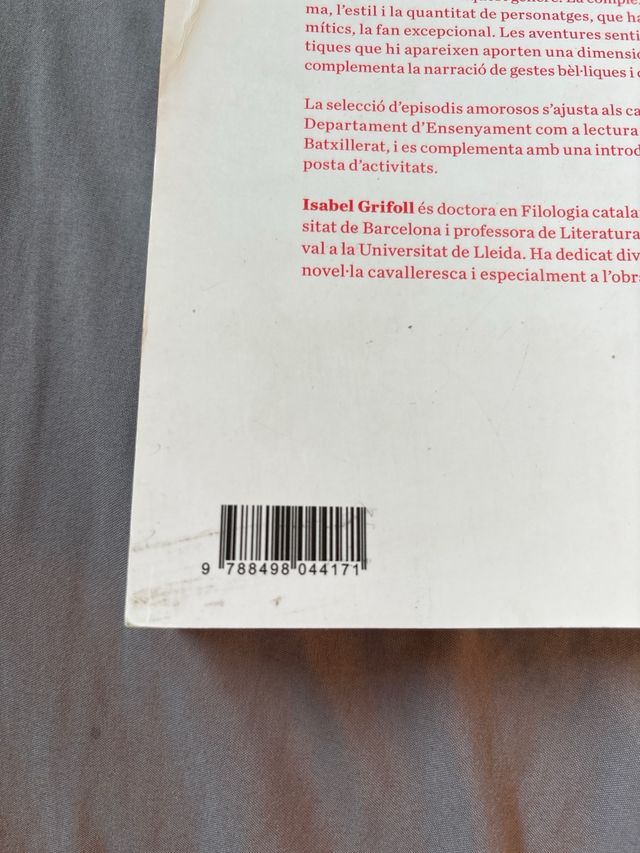 La comple
ma, l'estil i la quantitat de personatges, que ha
mítics, la fan excepcional. Les aventures senti
tiques que hi apareixen aporten una dimensi
complementa la narració de gestes bèl·liques i c
La selecció d'episodis amorosos s'ajusta als ca
Departament d'Ensenyament com a lectura
Batxillerat, i es complementa amb una introd
posta d'activitats.
Isabel Grifoll és doctora en Filologia catala
sitat de Barcelona i professora de Literatura
val a la Universitat de Lleida. Ha dedicat div
novel·la cavalleresca i especialment a l'obr
9 788498 044171